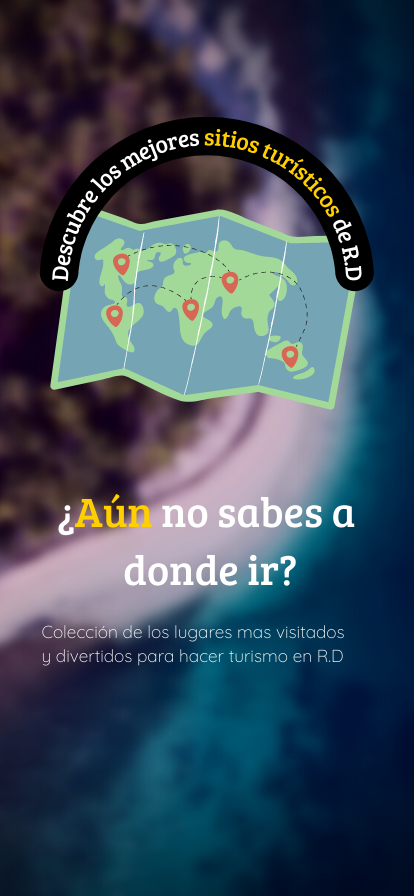 Descubre los mejores sitios turísticos de R.D
¿Aún no sabes a
donde ir?
Colección de los lugares mas visitados
y divertidos para hacer turismo en R.D